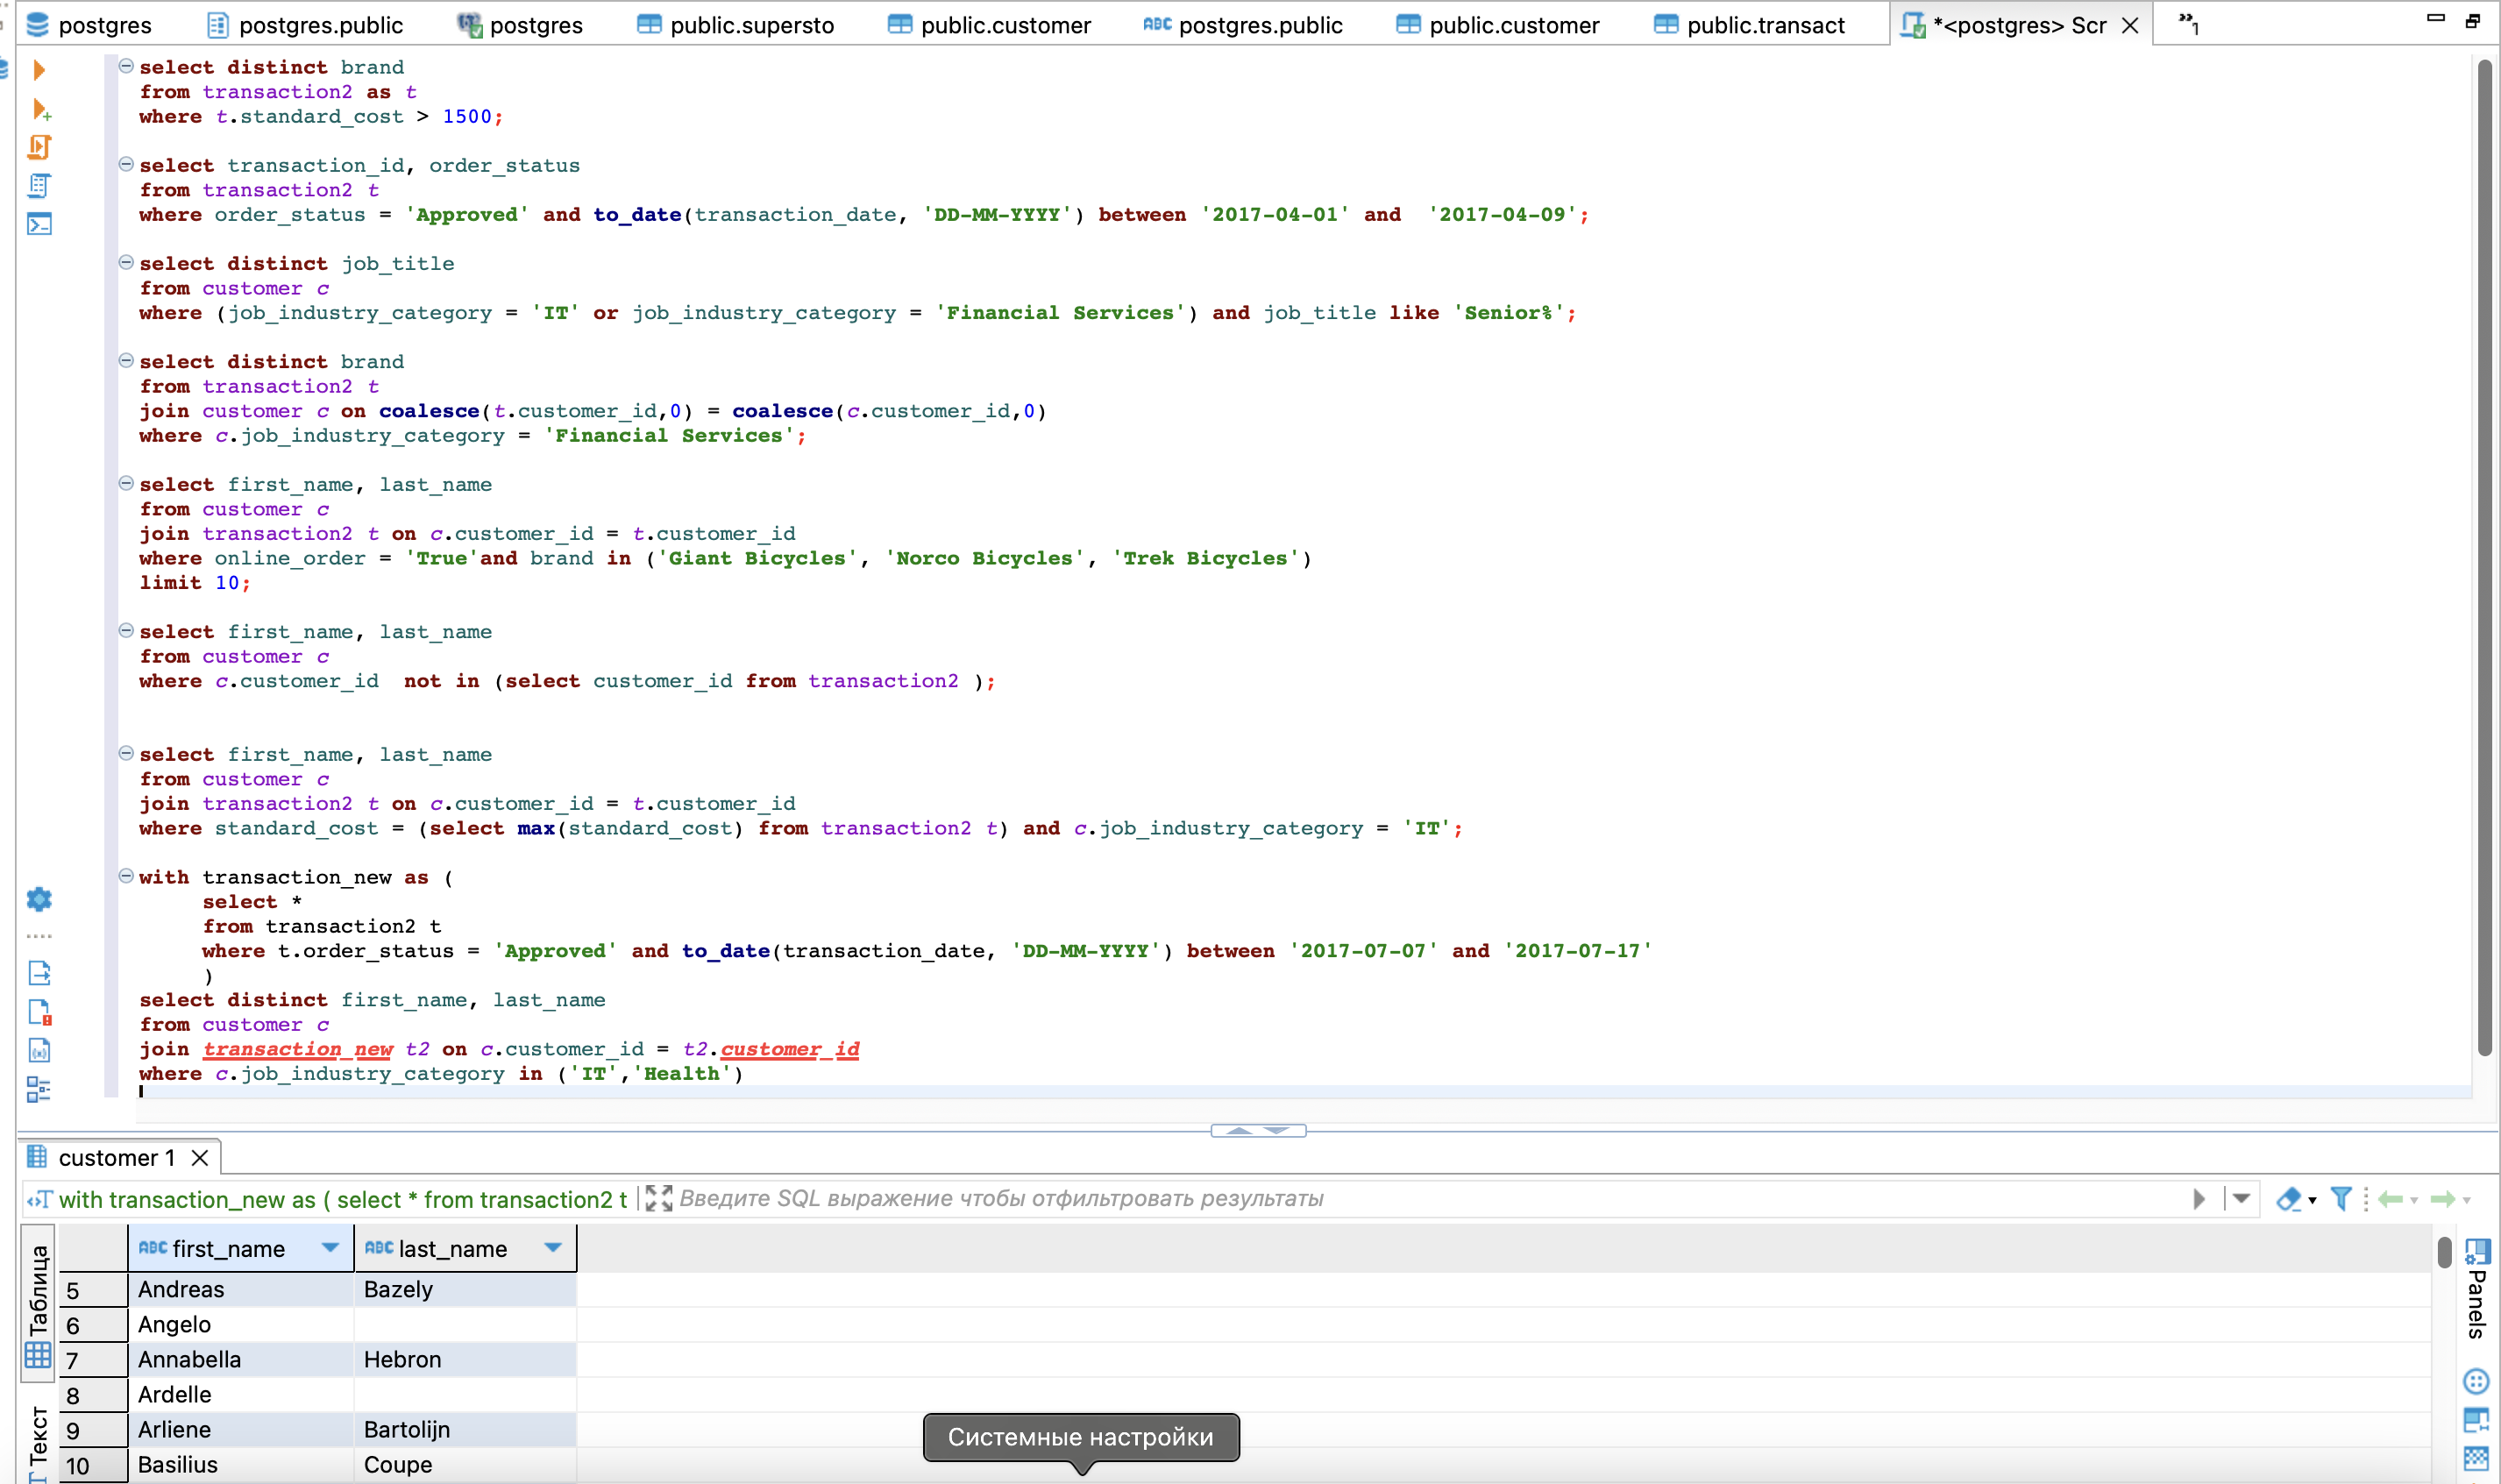 postgres postgres.public postgres public.supersto public.customer ABC postgres.public public.customer public.transact *<postgres> Scr »1
select distinct brand
from transaction2 as t
where t.standard_cost > 1500;
select transaction_id, order_status
from transaction2 t
where order_status = 'Approved' and to_date(transaction_date, 'DD-MM-YYYY') between '2017-04-01' and  '2017-04-09';
select distinct job_title
from customer c
where (job_industry_category = 'IT' or job_industry_category = 'Financial Services') and job_title like 'Senior%';
select distinct brand
from transaction2 t
join customer c on coalesce(t.customer_id,0) = coalesce(c.customer_id,0)
where c.job_industry_category = 'Financial Services';
select first_name, last_name
from customer c
join transaction2 t on c.customer_id = t.customer_id
where online_order = 'True'and brand in ('Giant Bicycles', 'Norco Bicycles', 'Trek Bicycles')
limit 10;
select first_name, last_name
from customer c
where c.customer_id  not in (select customer_id from transaction2 );
select first_name, last_name
from customer c
join transaction2 t on c.customer_id = t.customer_id
where standard_cost = (select max(standard_cost) from transaction2 t) and c.job_industry_category = 'IT';
with transaction_new as (
select *
from transaction2 t
where t.order_status = 'Approved' and to_date(transaction_date, 'DD-MM-YYYY') between '2017-07-07' and '2017-07-17'
)
select distinct first_name, last_name
from customer c
join transaction_new t2 on c.customer_id = t2.customer_id
where c.job_industry_category in ('IT','Health')
customer 1
with transaction_new as ( select * from transaction2 t Введите SQL выражение чтобы отфильтровать результаты
Таблица
Текст
ABC first_name ABC last_name
5 Andreas Bazely
6 Angelo
7 Annabella Hebron
8 Ardelle
9 Arliene Bartolijn
10 Basilius Coupe
Panels
Системные настройки